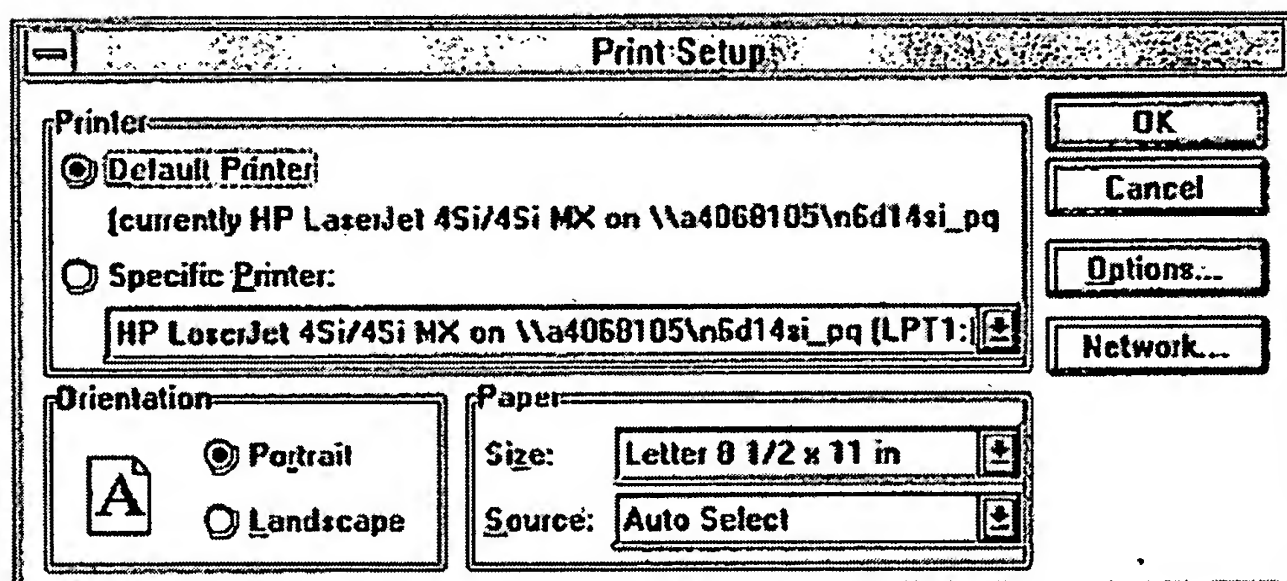 Print Setup
Printer
Default Printer
(currently HP LaserJet 4Si/4Si MX on \\a4068105\n6d14si_pq
Specific Printer:
HP LaserJet 4Si/4Si MX on \\a4068105\n6d14si_pq (LPT1:)
OK
Cancel
Options...
Network...
Orientation
A
Portrait
Landscape
Paper
Size:
Letter 8 1/2 x 11 in
Source:
Auto Select